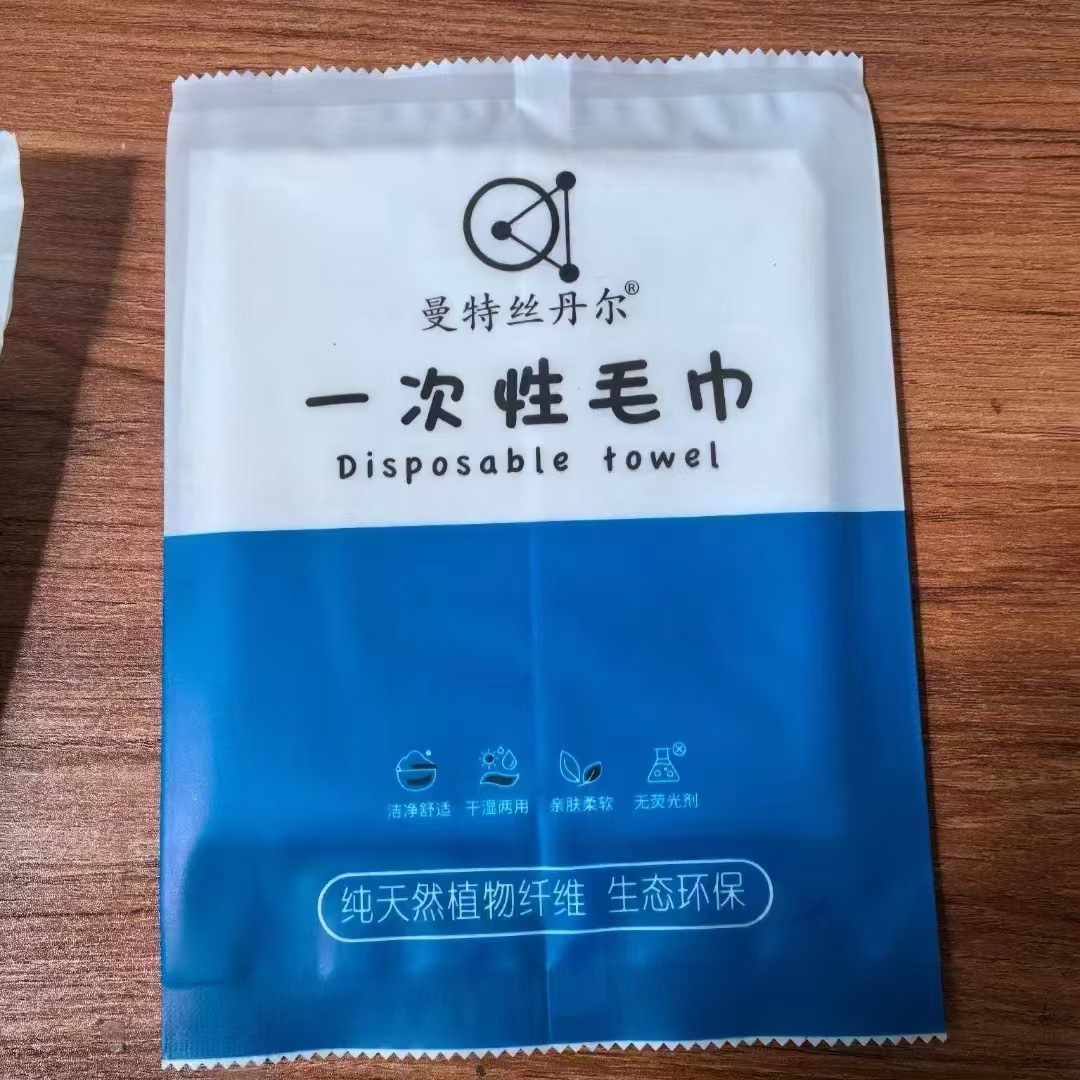 曼特丝丹尔®
一次性毛巾
Disposable towel
洁净舒适 干湿两用 亲肤柔软 无荧光剂
纯天然植物纤维 生态环保